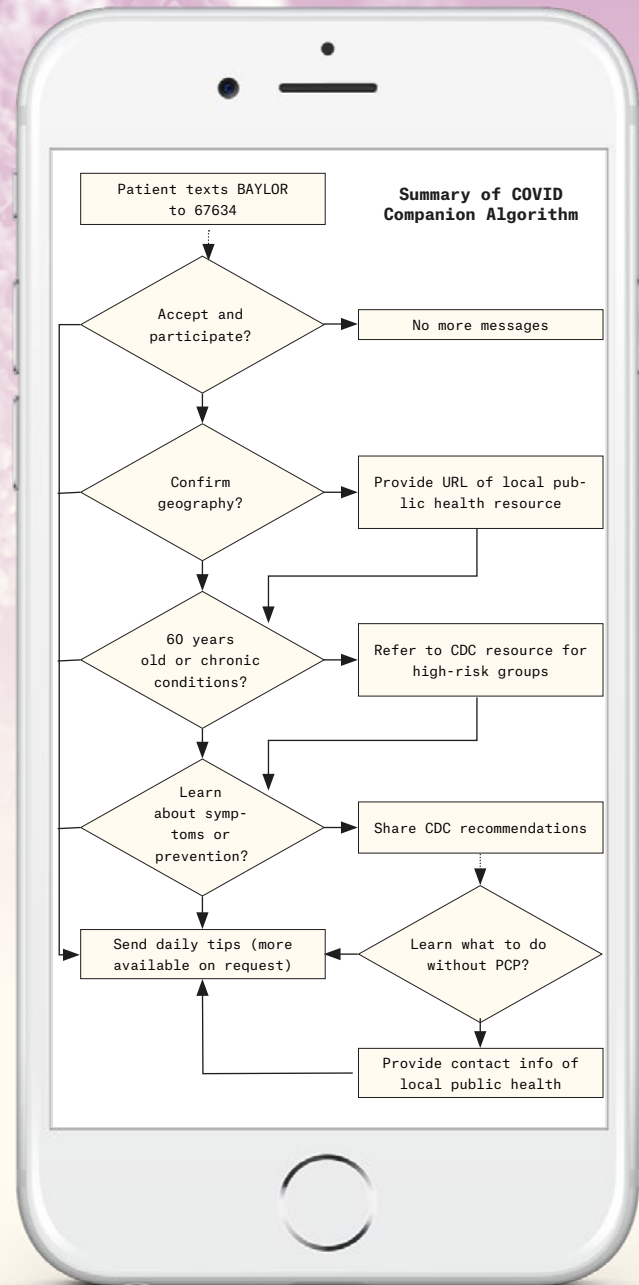 Patient texts BAYLOR
to 67634
Summary of COVID
Companion Algorithm
Accept and
participate?
No more messages
Confirm
geography?
Provide URL of local pub-
lic health resource
60 years
old or chronic
conditions?
Refer to CDC resource for
high-risk groups
Learn
about symp-
toms or
prevention?
Share CDC recommendations
Send daily tips (more
available on request)
Learn what to do
without PCP?
Provide contact info of
local public health